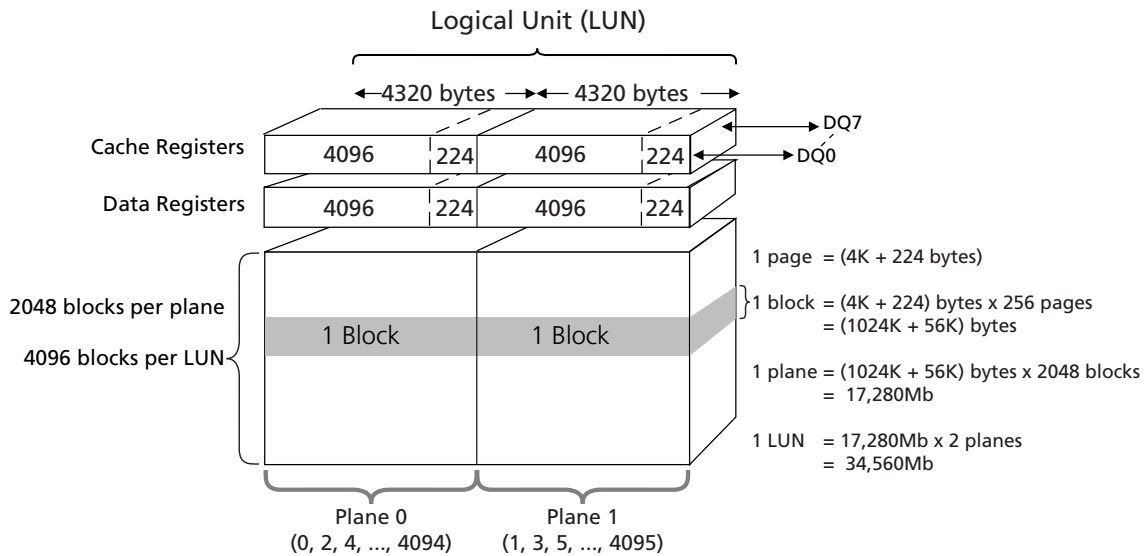 Logical Unit (LUN)
4320 bytes 4320 bytes
Cache Registers
4096 224 4096 224
DQ7
DQ0
Data Registers
4096 224 4096 224
2048 blocks per plane
4096 blocks per LUN
1 Block 1 Block
1 page = (4K + 224 bytes)
1 block = (4K + 224) bytes x 256 pages
= (1024K + 56K) bytes
1 plane = (1024K + 56K) bytes x 2048 blocks
= 17,280Mb
1 LUN = 17,280Mb x 2 planes
= 34,560Mb
Plane 0
(0, 2, 4, ..., 4094)
Plane 1
(1, 3, 5, ..., 4095)